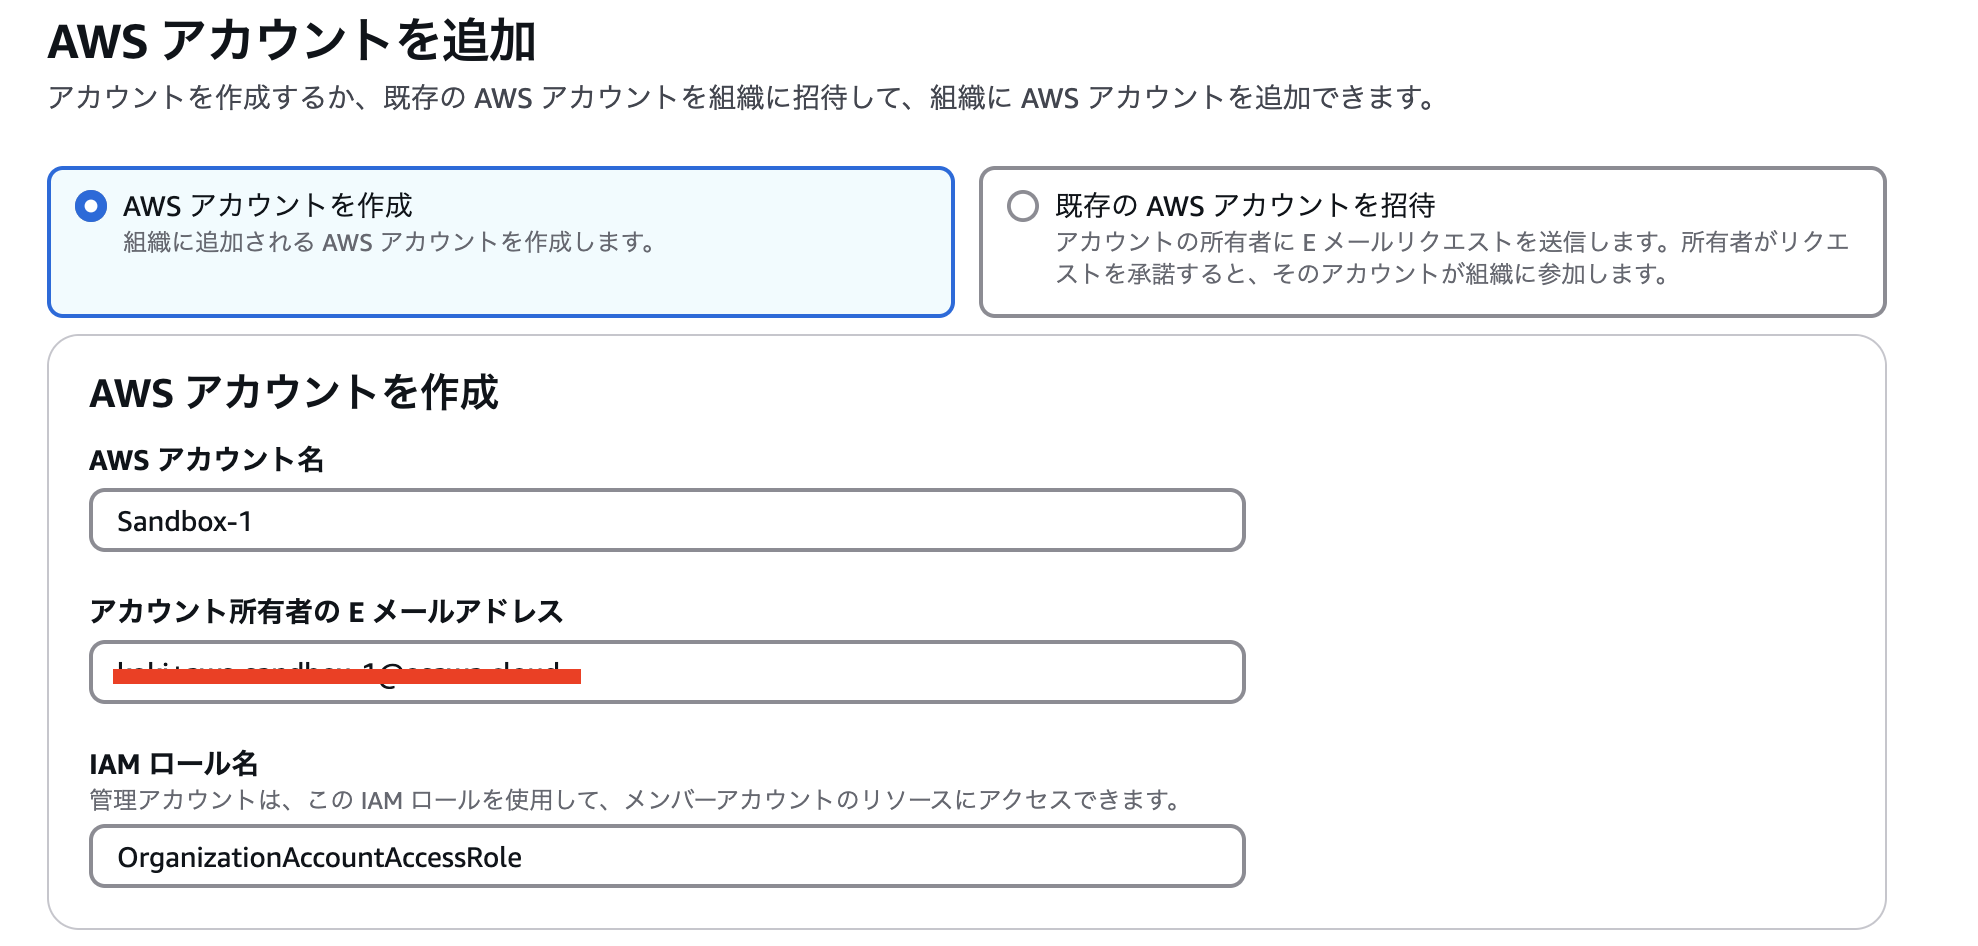 AWS アカウントを追加
アカウントを作成するか、既存の AWS アカウントを組織に招待して、組織に AWS アカウントを追加できます。
AWS アカウントを作成
組織に追加される AWS アカウントを作成します。
既存の AWS アカウントを招待
アカウントの所有者に E メールリクエストを送信します。所有者がリクエ
ストを承諾すると、そのアカウントが組織に参加します。
AWS アカウントを作成
AWS アカウント名
Sandbox-1
アカウント所有者の E メールアドレス
IAM ロール名
管理アカウントは、この IAM ロールを使用して、メンバーアカウントのリソースにアクセスできます。
OrganizationAccountAccessRole